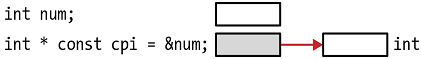 int num;
int * const cpi = &num; int